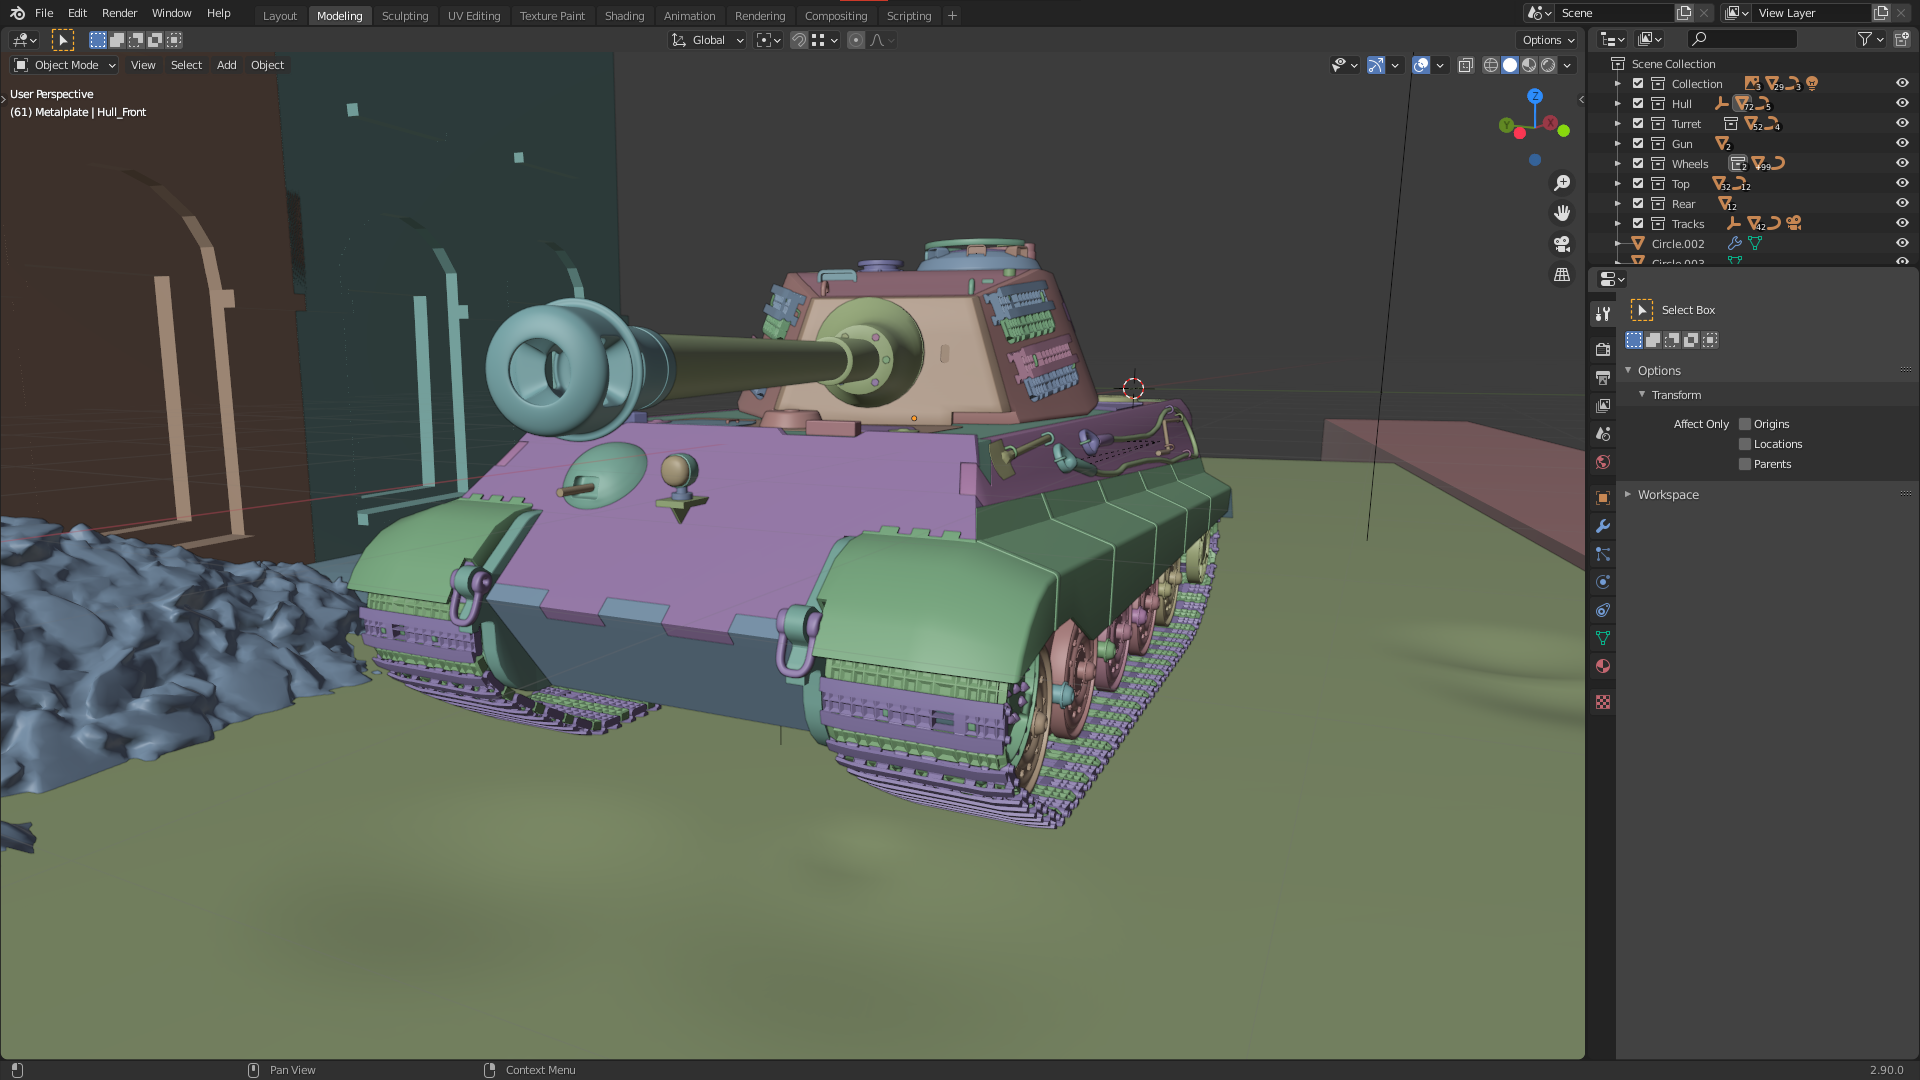 File Edit Render Window Help Layout Modeling Sculpting UV Editing Texture Paint Shading Animation Rendering Compositing Scripting + Scene View Layer
Global Options
Object Mode View Select Add Object
User Perspective
(61) Metalplate | Hull_Front
Z
Y X
Scene Collection
Collection 3 29 3
Hull 72 5
Turret 52 4
Gun 2
Wheels 2 +99
Top 32 12
Rear 12
Tracks 42
Circle.002
Circle.003
Select Box
Options
Transform
Affect Only Origins
Locations
Parents
Workspace
Pan View Context Menu 2.90.0